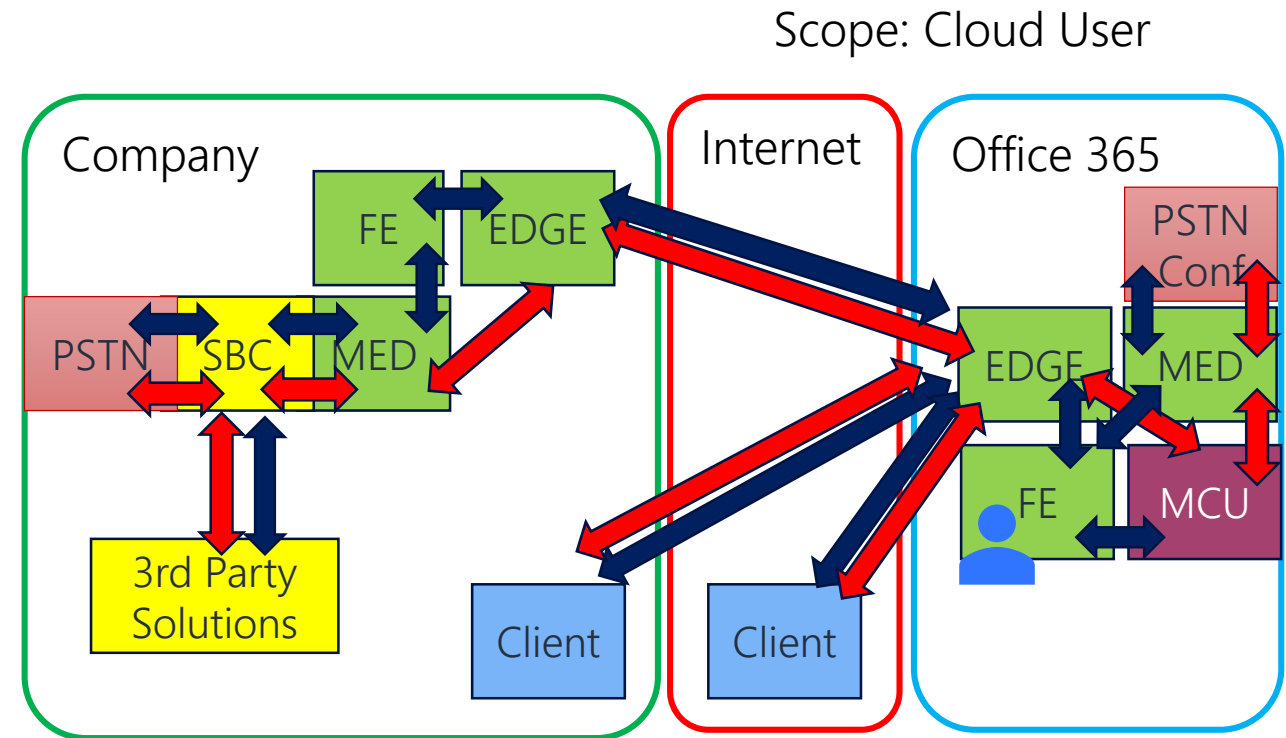 Scope: Cloud User
Company
Internet
Office 365
FE
EDGE
PSTN
Conf
PSTN
SBC
MED
EDGE
MED
FE
MCU
3rd Party
Solutions
Client
Client